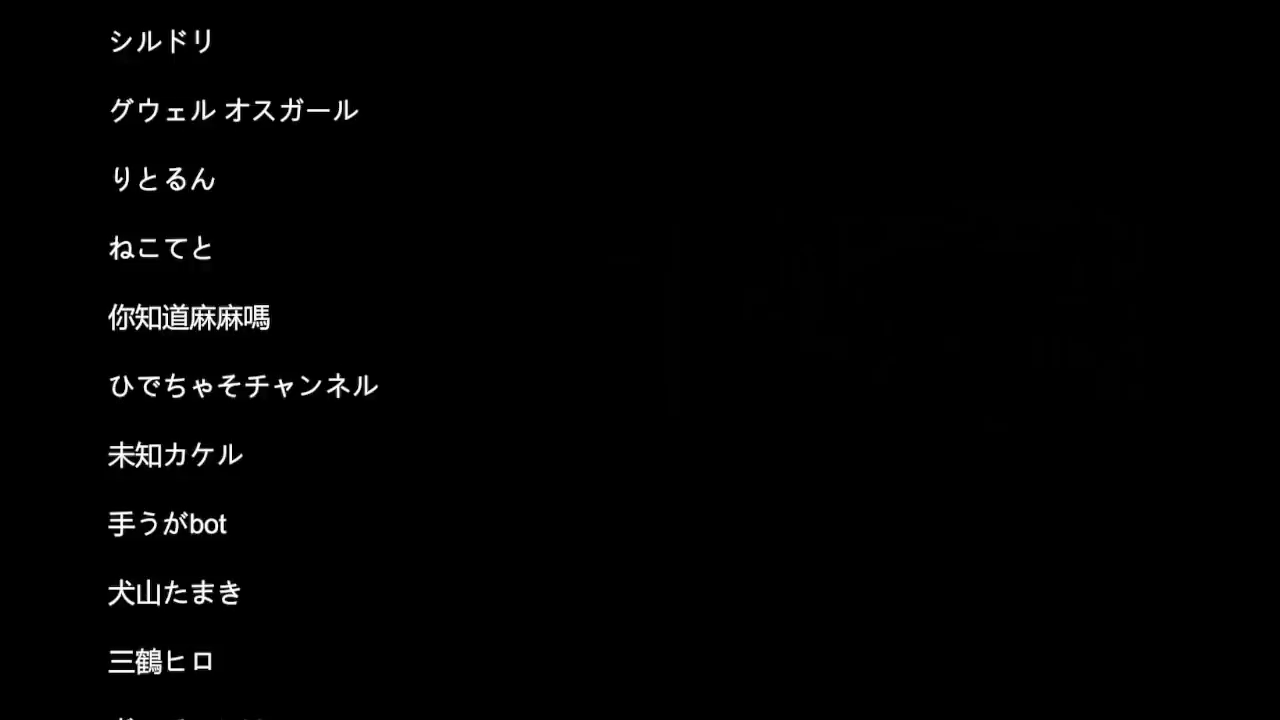 シルドリ
グウェル オスガール
りとるん
ねこてと
你知道麻麻嗎
ひでちゃそチャンネル
未知カケル
手うがbot
犬山たまき
三鶴ヒロ